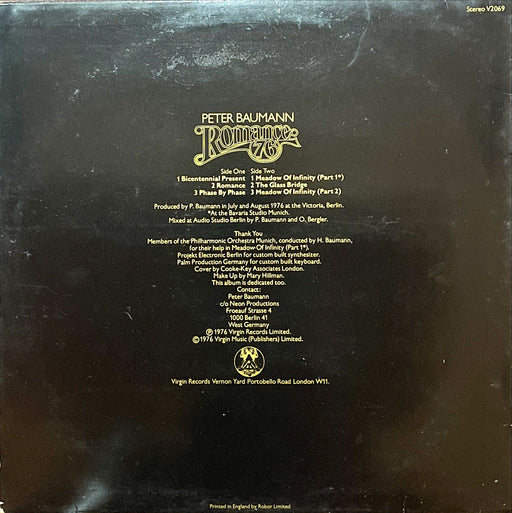 Stereo V2069
PETER BAUMANN
Romance 76
Side One Side Two
1 Bicentennial Present 1 Meadow Of Infinity (Part 1*)
2 Romance 2 The Glass Bridge
3 Phase By Phase 3 Meadow Of Infinity (Part 2)
Produced by P. Baumann in July and August 1976 at the Victoria, Berlin.
*At the Bavaria Studio Munich.
Mixed at Audio Studio Berlin by P. Baumann and O. Bergler.
Thank You
Members of the Philharmonic Orchestra Munich, conducted by H. Baumann,
for their help in Meadow Of Infinity (Part 1*).
Projekt Electronic Berlin for custom built synthesizer.
Palm Production Germany for custom built keyboard.
Cover by Cooke-Key Associates London.
Make Up by Mary Hillman.
This album is dedicated too.
Contact:
Peter Baumann
c/o Neon Productions
Froeauf Strasse 4
1000 Berlin 41
West Germany
Ⓟ 1976 Virgin Records Limited.
©1976 Virgin Music (Publishers) Limited.
Virgin Records Vernon Yard Portobello Road London W11.
Printed in England by Robor Limited